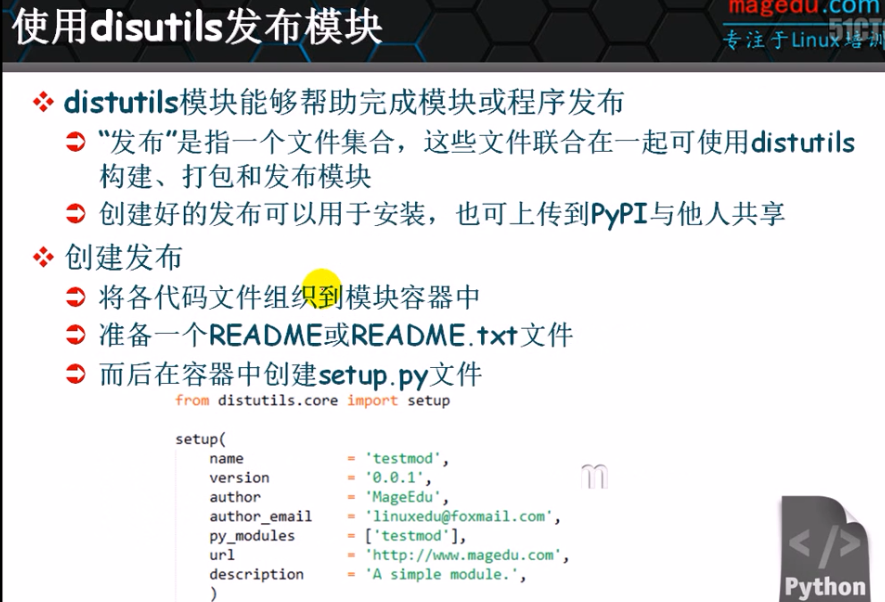 使用disutils发布模块
magedu.com
51CT
专注于Linux培训
distutils模块能够帮助完成模块或程序发布
“发布”是指一个文件集合，这些文件联合在一起可使用distutils
构建、打包和发布模块
创建好的发布可以用于安装，也可上传到PyPI与他人共享
创建发布
将各代码文件组织到模块容器中
准备一个README或README.txt文件
而后在容器中创建setup.py文件
from distutils.core import setup
setup(
name = 'testmod',
version = '0.0.1',
author = 'MageEdu',
author_email = 'linuxedu@foxmail.com',
py_modules = ['testmod'],
url = 'http://www.magedu.com',
description = 'A simple module.',
)
m
</>
Python